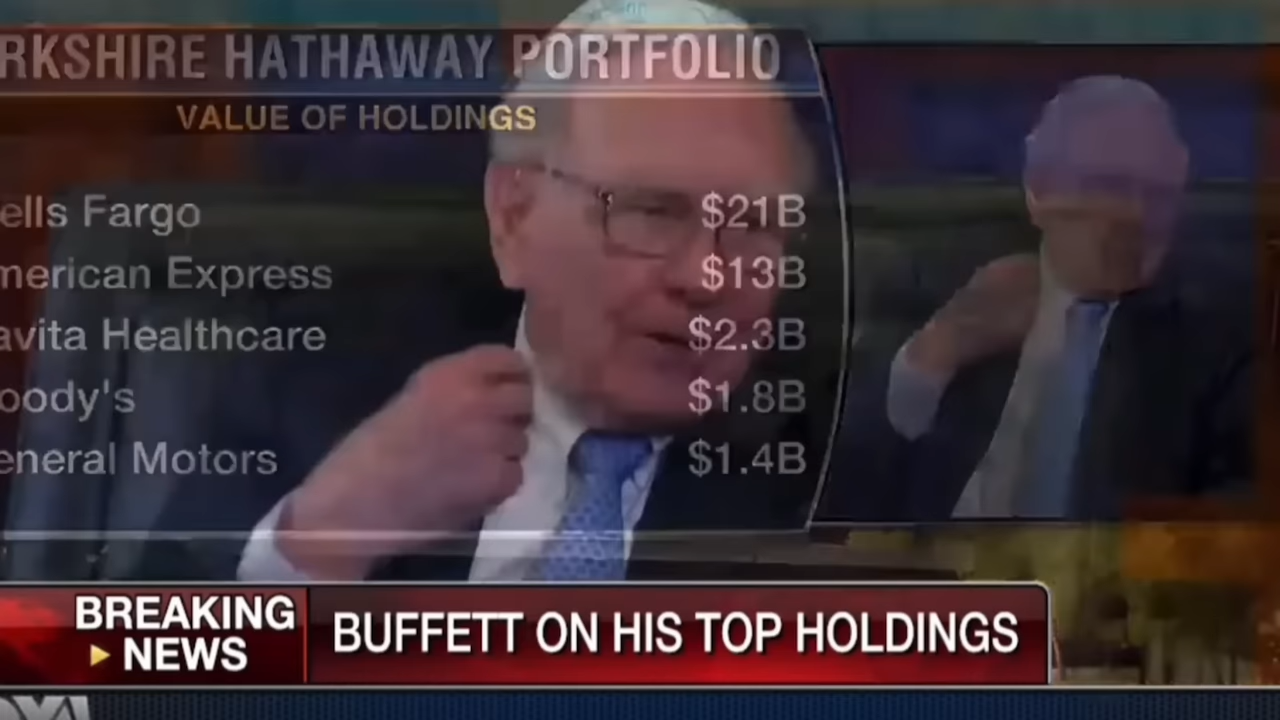 RKSHIRE HATHAWAY PORTFOLIO
VALUE OF HOLDINGS
ells Fargo $21B
merican Express $13B
avita Healthcare $2.3B
oody's $1.8B
eneral Motors $1.4B
BREAKING NEWS
BUFFETT ON HIS TOP HOLDINGS